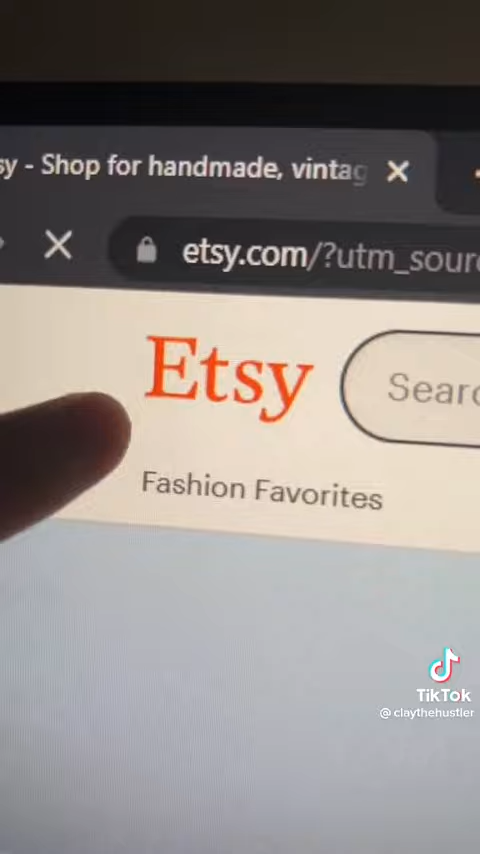 sy - Shop for handmade, vintag
etsy.com/?utm_sour
Etsy
Sear
Fashion Favorites
TikTok
@ claythehustler